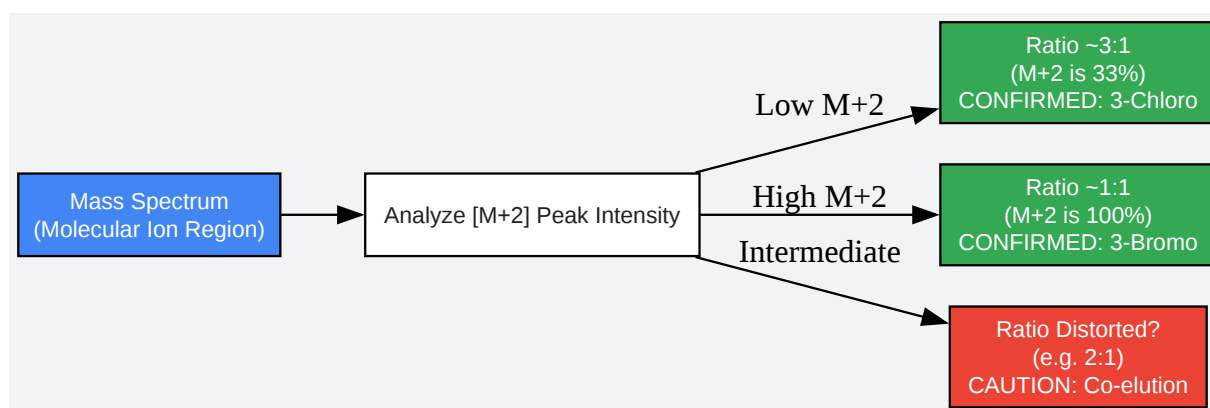 Mass Spectrum
(Molecular Ion Region)
Analyze [M+2] Peak Intensity
Low M+2
High M+2
Intermediate
Ratio ~3:1
(M+2 is 33%)
CONFIRMED: 3-Chloro
Ratio ~1:1
(M+2 is 100%)
CONFIRMED: 3-Bromo
Ratio Distorted?
(e.g. 2:1)
CAUTION: Co-elution